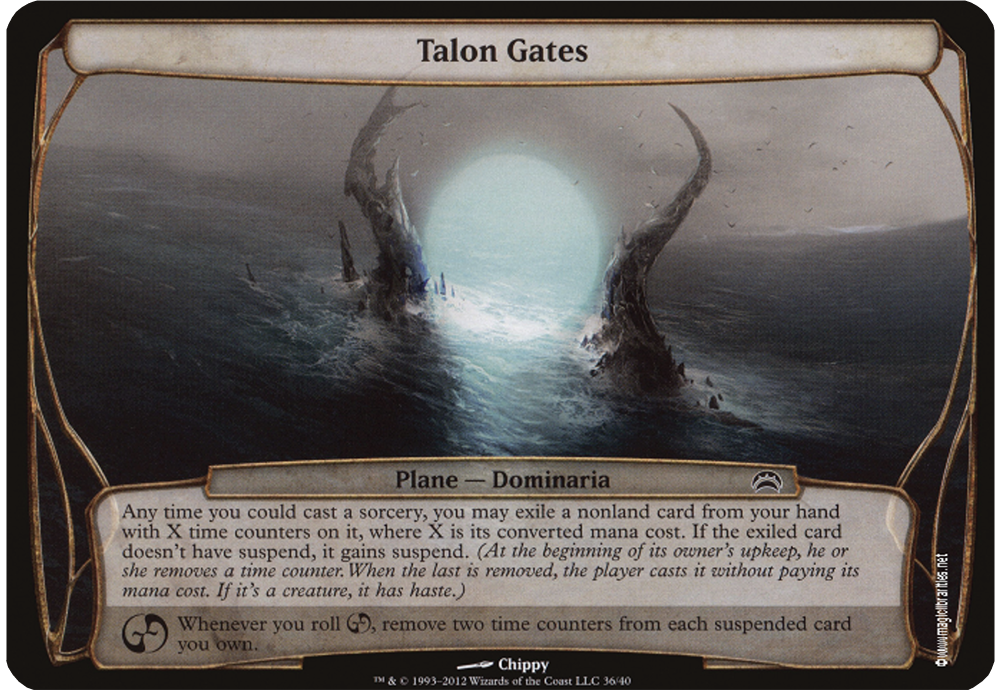 Talon Gates
Plane — Dominaria
Any time you could cast a sorcery, you may exile a nonland card from your hand
with X time counters on it, where X is its converted mana cost. If the exiled card
doesn't have suspend, it gains suspend. (At the beginning of its owner's upkeep, he or
she removes a time counter. When the last is removed, the player casts it without paying its
mana cost. If it's a creature, it has haste.)
Whenever you roll , remove two time counters from each suspended card
you own.
Chippy
™ & © 1993–2012 Wizards of the Coast LLC 36/40
©www.magiclibrarities.net